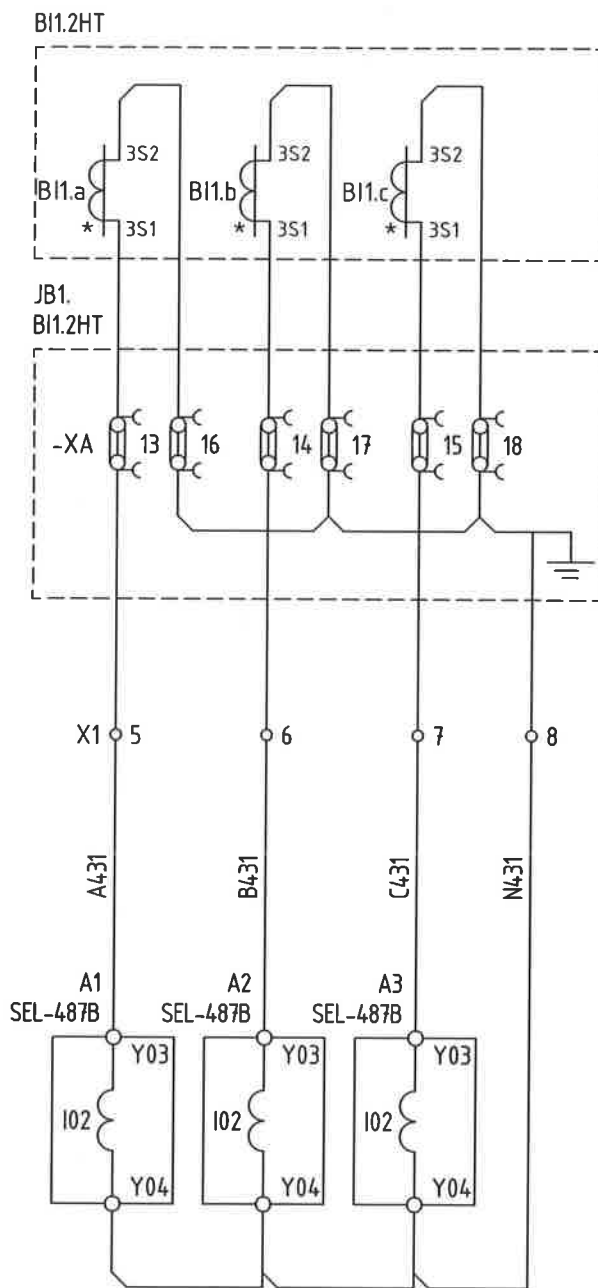 BI1.2HT
3S2
3S2
3S2
BI1.a
BI1.b
BI1.c
* 3S1
* 3S1
* 3S1
JB1.
BI1.2HT
-XA 13 16 14 17 15 18
X1 5 6 7 8
A431
B431
C431
N431
A1
SEL-487B
A2
SEL-487B
A3
SEL-487B
Y03
Y03
Y03
I02
I02
I02
Y04
Y04
Y04